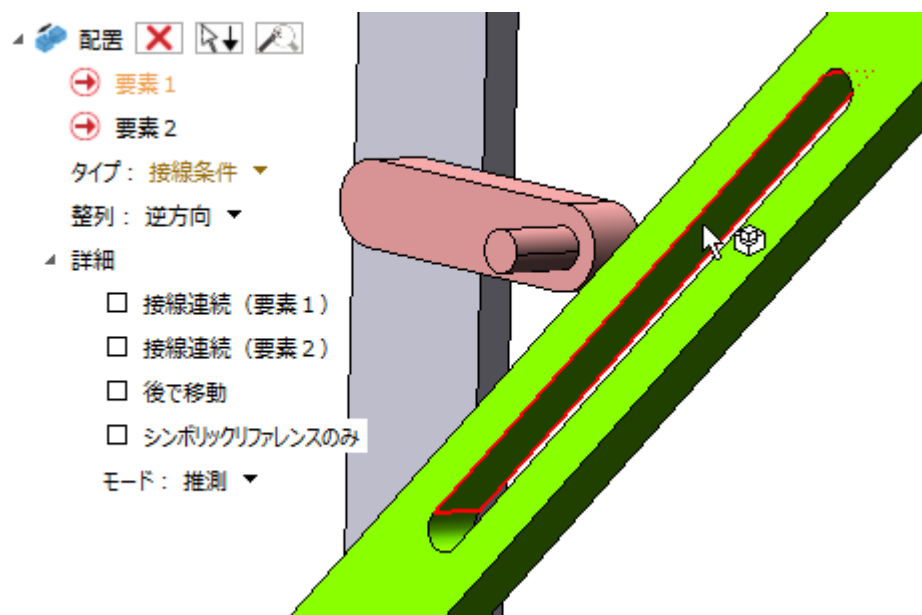 配置
要素1
要素2
タイプ： 接線条件
整列： 逆方向
詳細
接線連続（要素1）
接線連続（要素2）
後で移動
シンボリックリファレンスのみ
モード： 推測